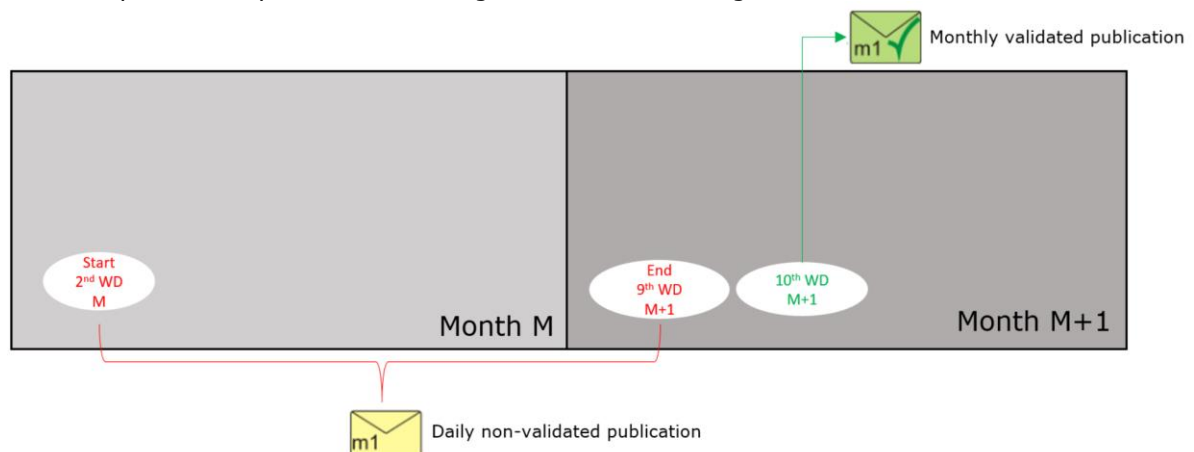 m1
Monthly validated publication
Start
2nd WD
M
End
9th WD
M+1
10th WD
M+1
Month M
Month M+1
m1
Daily non-validated publication